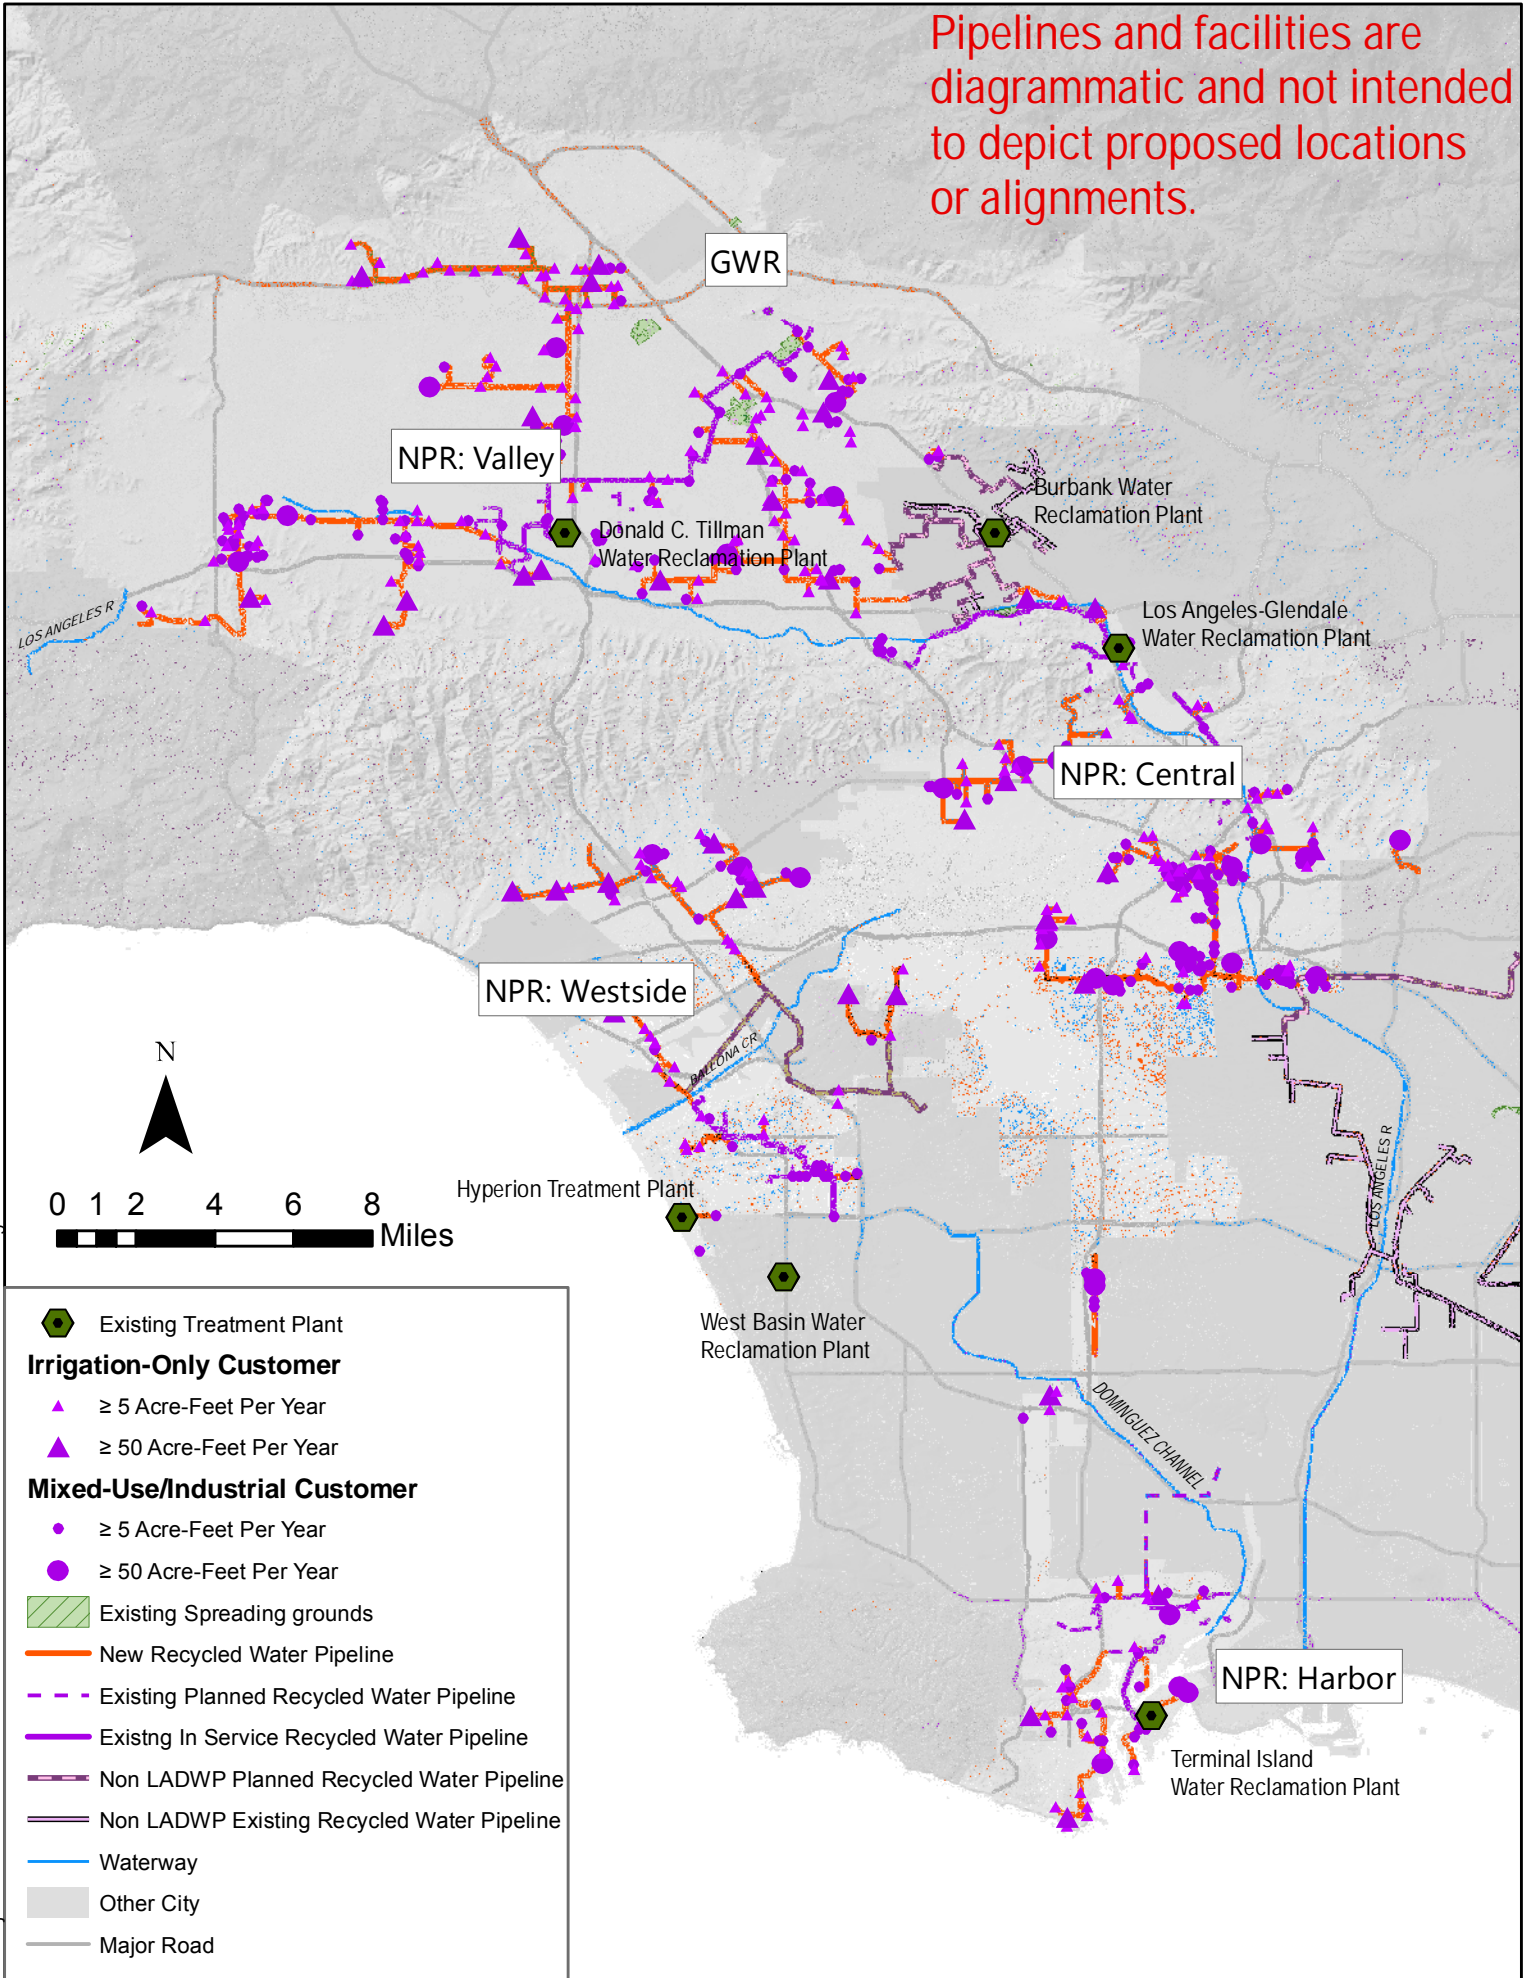 Pipelines and facilities are
diagrammatic and not intended
to depict proposed locations
or alignments.
GWR
NPR: Valley
Burbank Water
Reclamation Plant
Donald C. Tillman
Water Reclamation Plant
Los Angeles-Glendale
Water Reclamation Plant
LOS ANGELES R
NPR: Central
NPR: Westside
BALLONA CR
N
0 1 2 4 6 8
Miles
Hyperion Treatment Plant
LOS ANGELES R
West Basin Water
Reclamation Plant
DOMINGUEZ CHANNEL
NPR: Harbor
Terminal Island
Water Reclamation Plant
Existing Treatment Plant
Irrigation-Only Customer
≥ 5 Acre-Feet Per Year
≥ 50 Acre-Feet Per Year
Mixed-Use/Industrial Customer
≥ 5 Acre-Feet Per Year
≥ 50 Acre-Feet Per Year
Existing Spreading grounds
New Recycled Water Pipeline
Existing Planned Recycled Water Pipeline
Existng In Service Recycled Water Pipeline
Non LADWP Planned Recycled Water Pipeline
Non LADWP Existing Recycled Water Pipeline
Waterway
Other City
Major Road